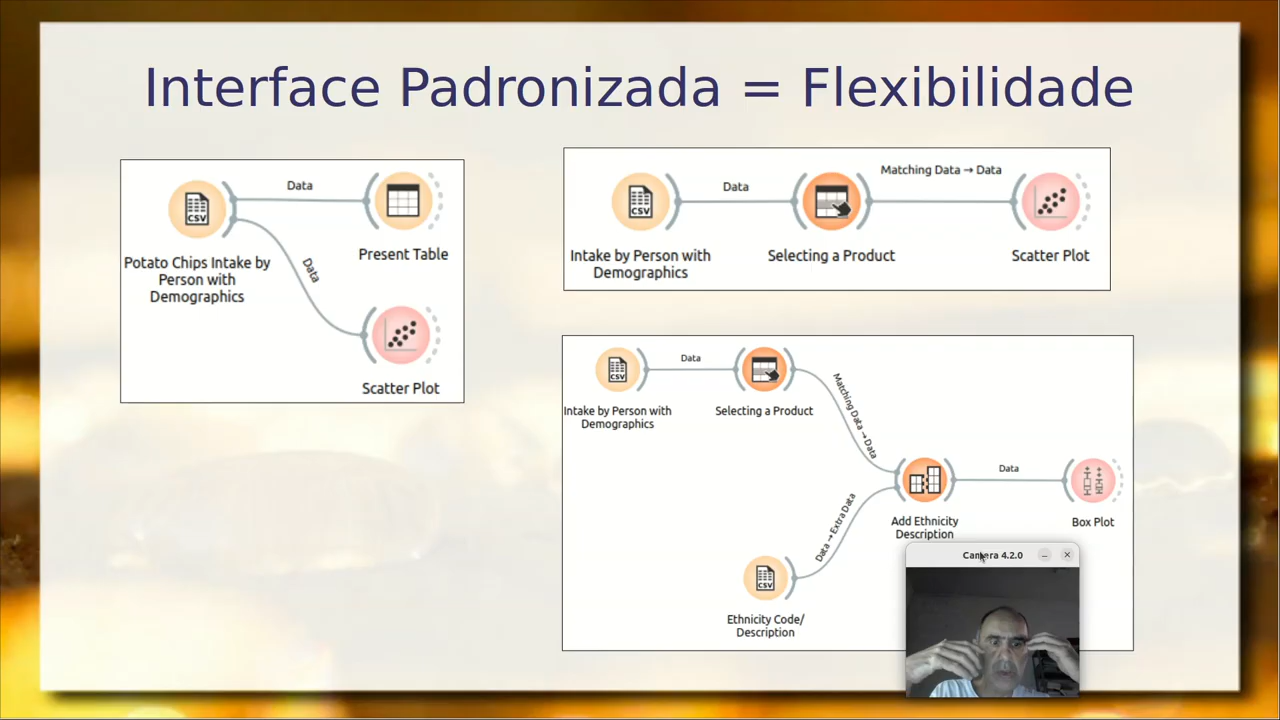 Interface Padronizada = Flexibilidade
CSV
Data
Data
Potato Chips Intake by
Person with
Demographics
Present Table
Scatter Plot
CSV
Data
Matching Data → Data
Intake by Person with
Demographics
Selecting a Product
Scatter Plot
CSV
Data
Intake by Person with
Demographics
Selecting a Product
Matching Data → Data
Data → Extra Data
Data
Add Ethnicity
Description
Box Plot
CSV
Ethnicity Code/
Description
Camera 4.2.0